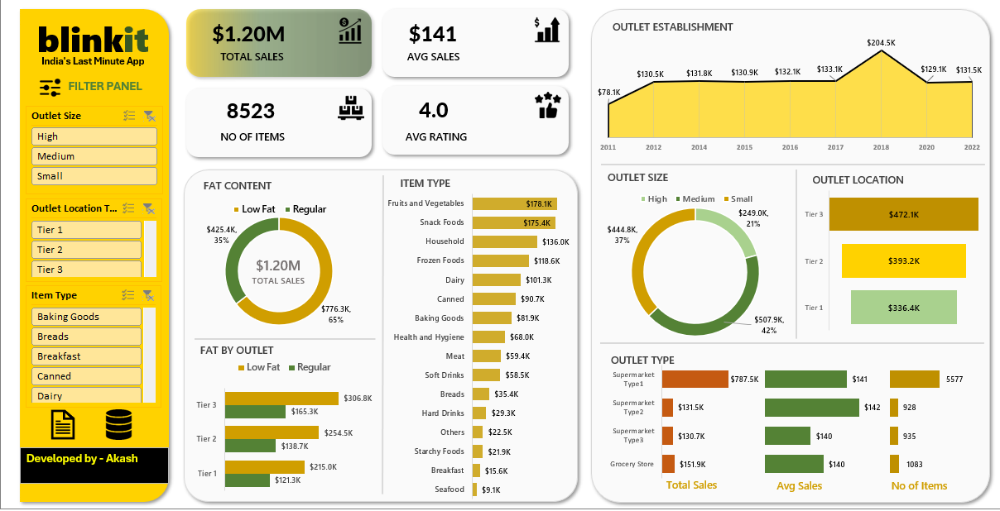 blinkit
India's Last Minute App
FILTER PANEL
Outlet Size
High
Medium
Small
Outlet Location T...
Tier 1
Tier 2
Tier 3
Item Type
Baking Goods
Breads
Breakfast
Canned
Dairy
Developed by - Akash
$1.20M
TOTAL SALES
$141
AVG SALES
8523
NO OF ITEMS
4.0
AVG RATING
FAT CONTENT
Low Fat Regular
$425.4K,
35%
$1.20M
TOTAL SALES
$776.3K,
65%
FAT BY OUTLET
Low Fat Regular
Tier 3 $306.8K
$165.3K
Tier 2 $254.5K
$138.7K
Tier 1 $215.0K
$121.3K
ITEM TYPE
Fruits and Vegetables $178.1K
Snack Foods $175.4K
Household $136.0K
Frozen Foods $118.6K
Dairy $101.3K
Canned $90.7K
Baking Goods $81.9K
Health and Hygiene $68.0K
Meat $59.4K
Soft Drinks $58.5K
Breads $35.4K
Hard Drinks $29.3K
Others $22.5K
Starchy Foods $21.9K
Breakfast $15.6K
Seafood $9.1K
OUTLET ESTABLISHMENT
$78.1K $130.5K $131.8K $130.9K $132.1K $133.1K $204.5K $129.1K $131.5K
2011 2012 2014 2015 2016 2017 2018 2020 2022
OUTLET SIZE
High Medium Small
$249.0K,
21%
$444.8K,
37%
$507.9K,
42%
OUTLET LOCATION
Tier 3 $472.1K
Tier 2 $393.2K
Tier 1 $336.4K
OUTLET TYPE
Supermarket
Type1
$787.5K $141 5577
Supermarket
Type2
$131.5K $142 928
Supermarket
Type3
$130.7K $140 935
Grocery Store $151.9K $140 1083
Total Sales Avg Sales No of Items